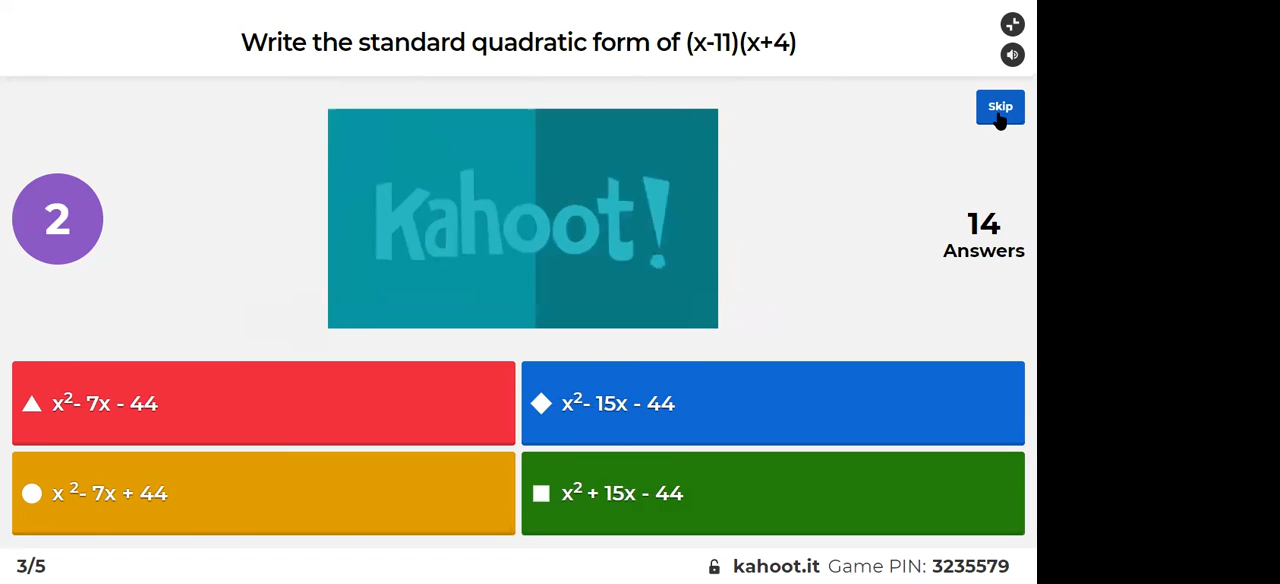 Write the standard quadratic form of (x-11)(x+4)
Skip
2
Kahoot!
14
Answers
x²- 7x - 44
x²- 15x - 44
x ²- 7x + 44
x² + 15x - 44
3/5
kahoot.it Game PIN: 3235579